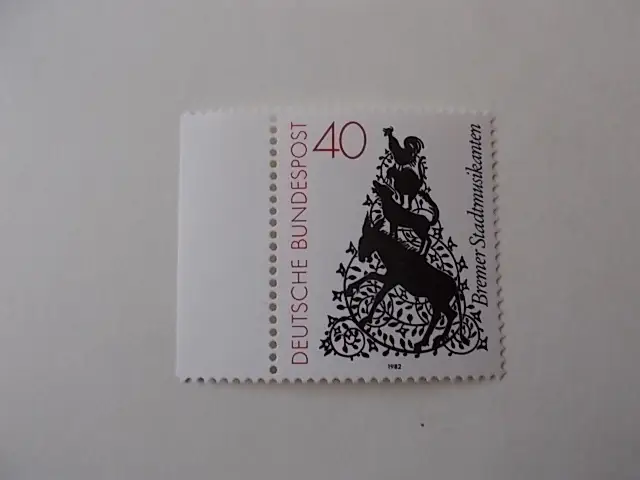 DEUTSCHE BUNDESPOST
40
Bremer Stadtmusikanten
1982